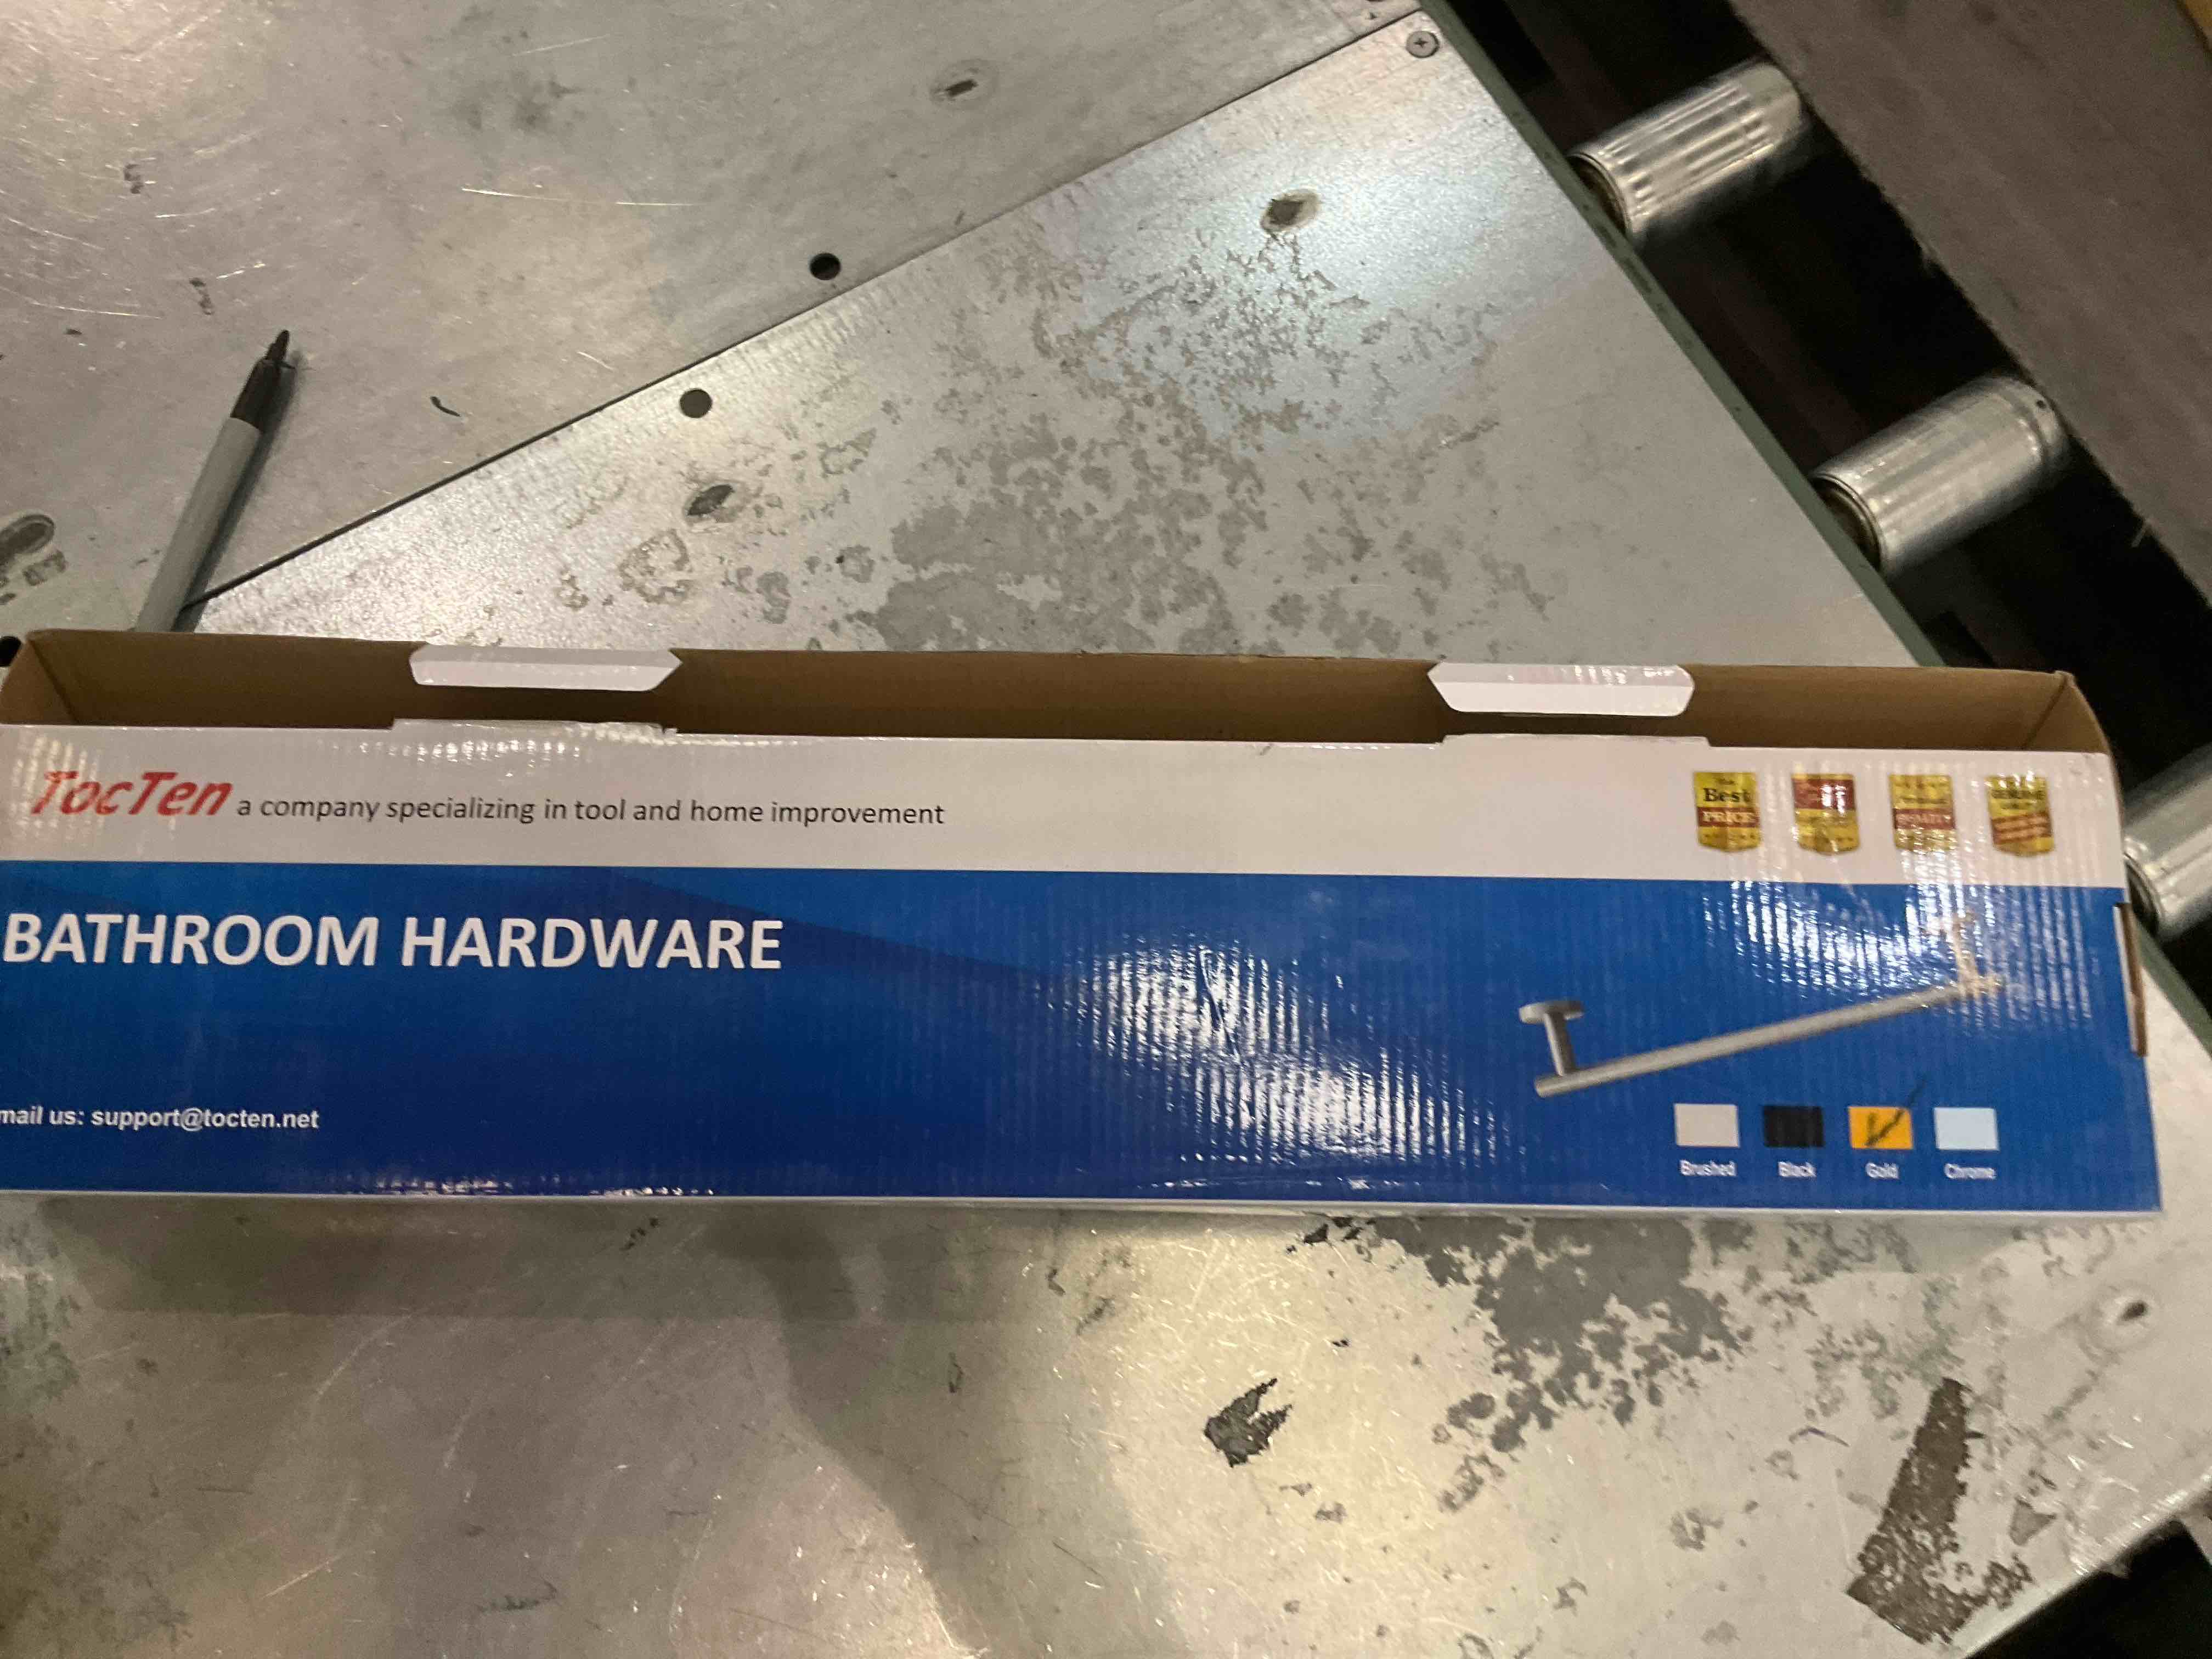 TocTen a company specializing in tool and home improvement
Best
PRICE
BATHROOM HARDWARE
mail us: support@tocten.net
Brushed
Black
Gold
Chrome